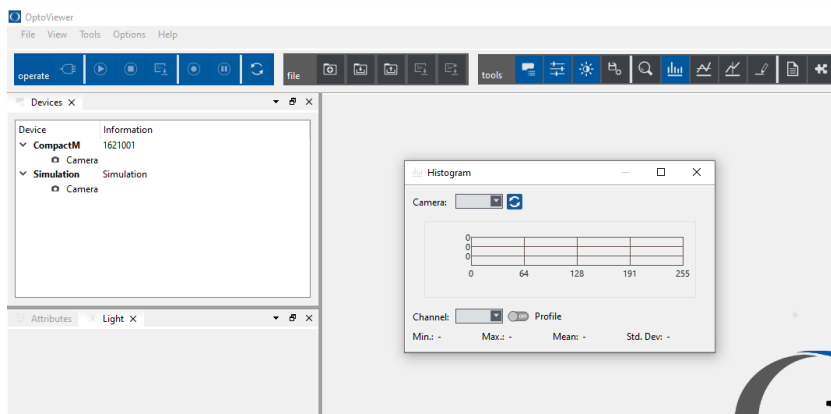 OptoViewer
File View Tools Options Help
operate
file
tools
Devices
Device Information
CompactM 1621001
Camera
Simulation Simulation
Camera
Histogram
Camera:
0
0
0
0 64 128 191 255
Channel: OFF Profile
Min.: - Max.: - Mean: - Std. Dev: -
Attributes Light